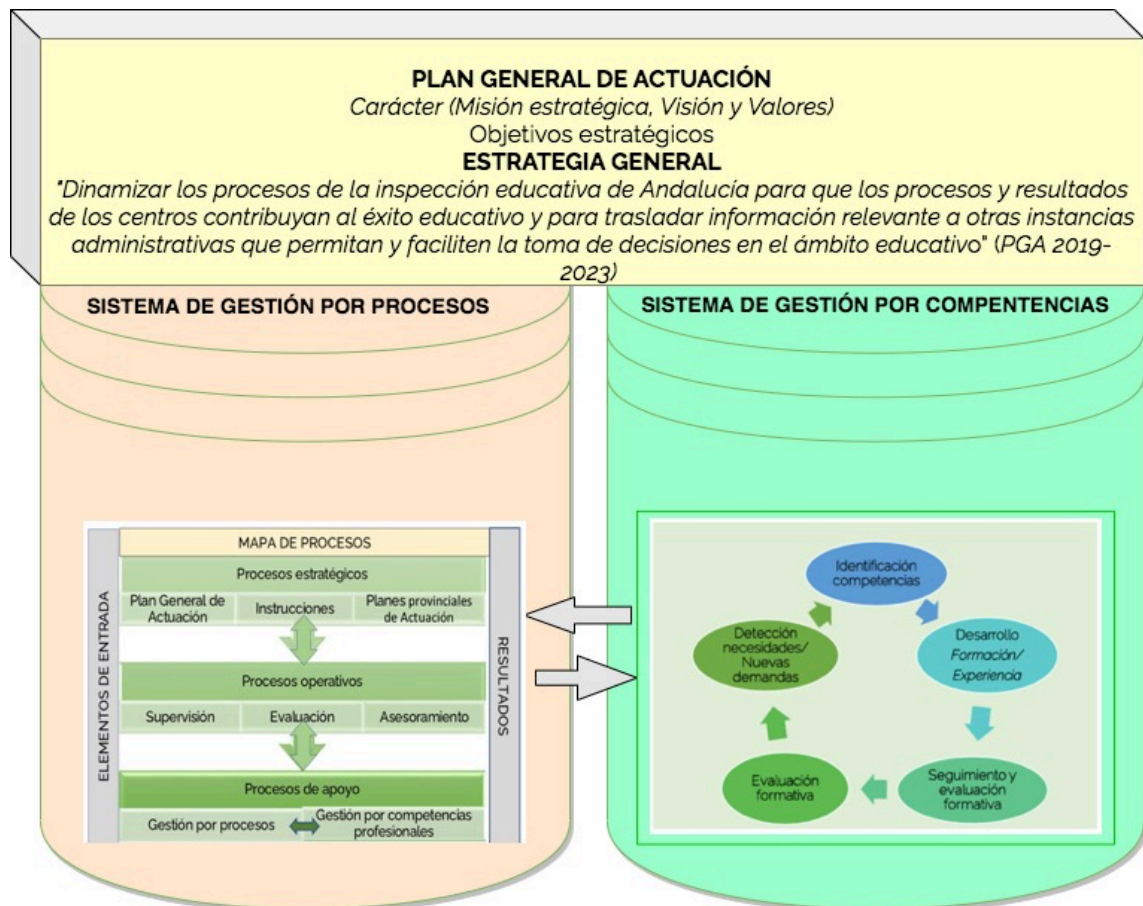 PLAN GENERAL DE ACTUACIÓN
Carácter (Misión estratégica, Visión y Valores)
Objetivos estratégicos
ESTRATEGIA GENERAL
"Dinamizar los procesos de la inspección educativa de Andalucía para que los procesos y resultados
de los centros contribuyan al éxito educativo y para trasladar información relevante a otras instancias
administrativas que permitan y faciliten la toma de decisiones en el ámbito educativo" (PGA 2019-
2023)
SISTEMA DE GESTIÓN POR PROCESOS
ELEMENTOS DE ENTRADA
MAPA DE PROCESOS
Procesos estratégicos
Plan General de
Actuación
Instrucciones
Planes provinciales
de Actuación
Procesos operativos
Supervisión
Evaluación
Asesoramiento
Procesos de apoyo
Gestión por procesos
Gestión por competencias
profesionales
RESULTADOS
SISTEMA DE GESTIÓN POR COMPENTENCIAS
Identificación
competencias
Desarrollo
Formación/
Experiencia
Seguimiento y
evaluación
formativa
Evaluación
formativa
Detección
necesidades/
Nuevas
demandas